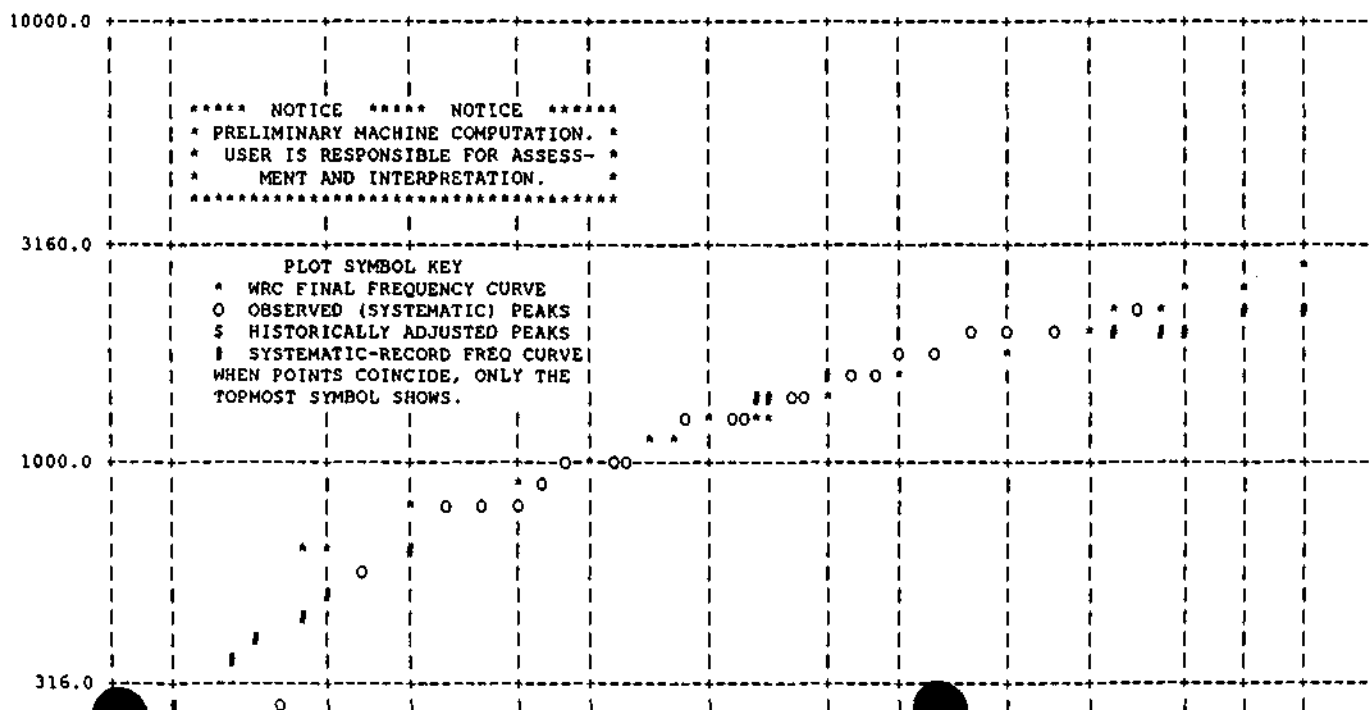 10000.0
***** NOTICE ***** NOTICE ******
* PRELIMINARY MACHINE COMPUTATION. *
* USER IS RESPONSIBLE FOR ASSESS- *
* MENT AND INTERPRETATION. *
************************************
3160.0
PLOT SYMBOL KEY
* WRC FINAL FREQUENCY CURVE
O OBSERVED (SYSTEMATIC) PEAKS
$ HISTORICALLY ADJUSTED PEAKS
# SYSTEMATIC-RECORD FREQ CURVE
WHEN POINTS COINCIDE, ONLY THE
TOPMOST SYMBOL SHOWS.
1000.0
316.0